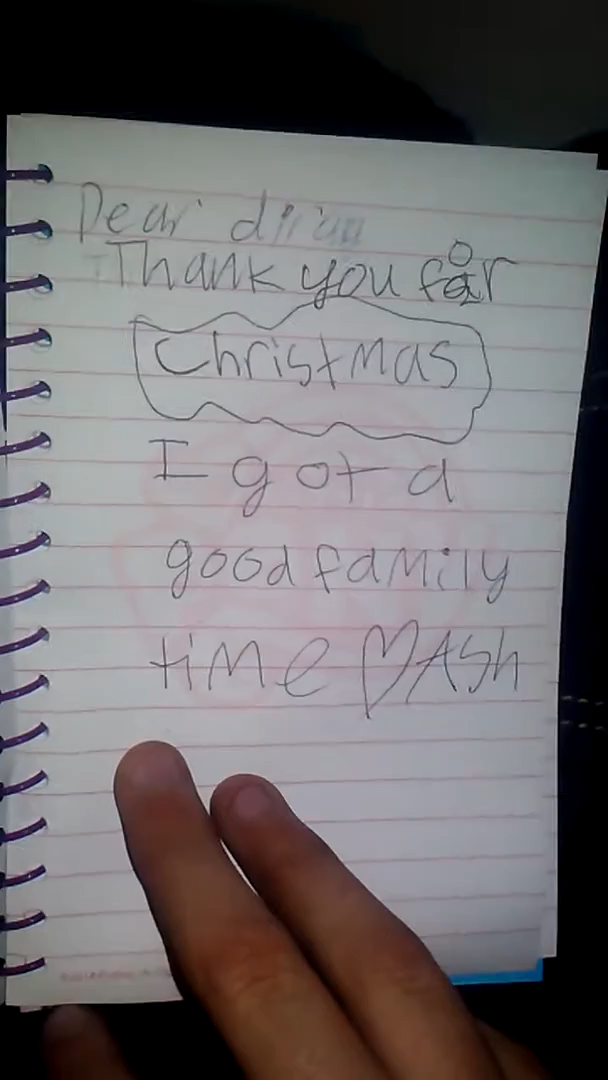 Dear
Thank you for
Christmas
I got a
good family
time ♡ Ash